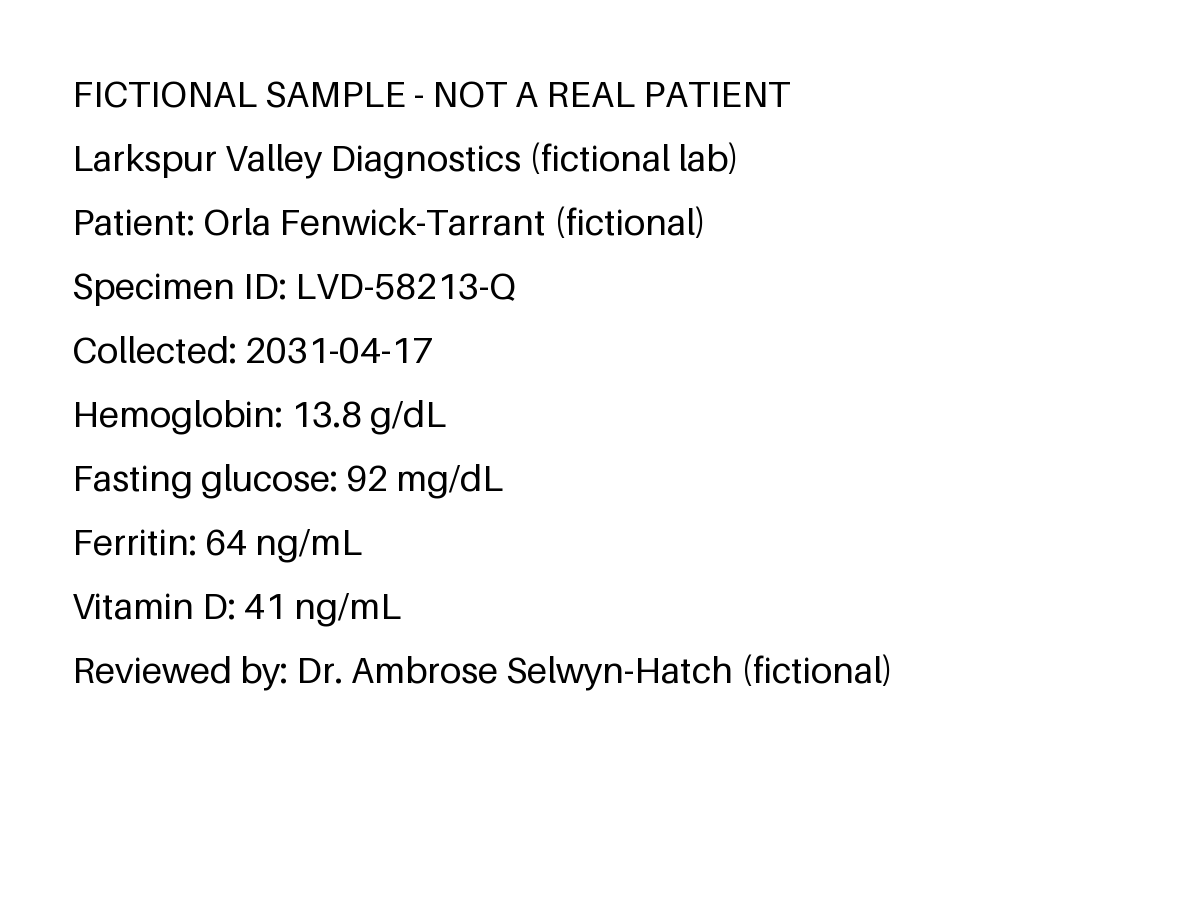 FICTIONAL SAMPLE - NOT A REAL PATIENT
Larkspur Valley Diagnostics (fictional lab)
Patient: Orla Fenwick-Tarrant (fictional)
Specimen ID: LVD-58213-Q
Collected: 2031-04-17
Hemoglobin: 13.8 g/dL
Fasting glucose: 92 mg/dL
Ferritin: 64 ng/mL
Vitamin D: 41 ng/mL
Reviewed by: Dr. Ambrose Selwyn-Hatch (fictional)